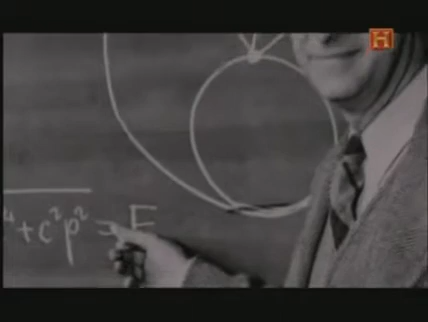 H
⁴+c²p² = E